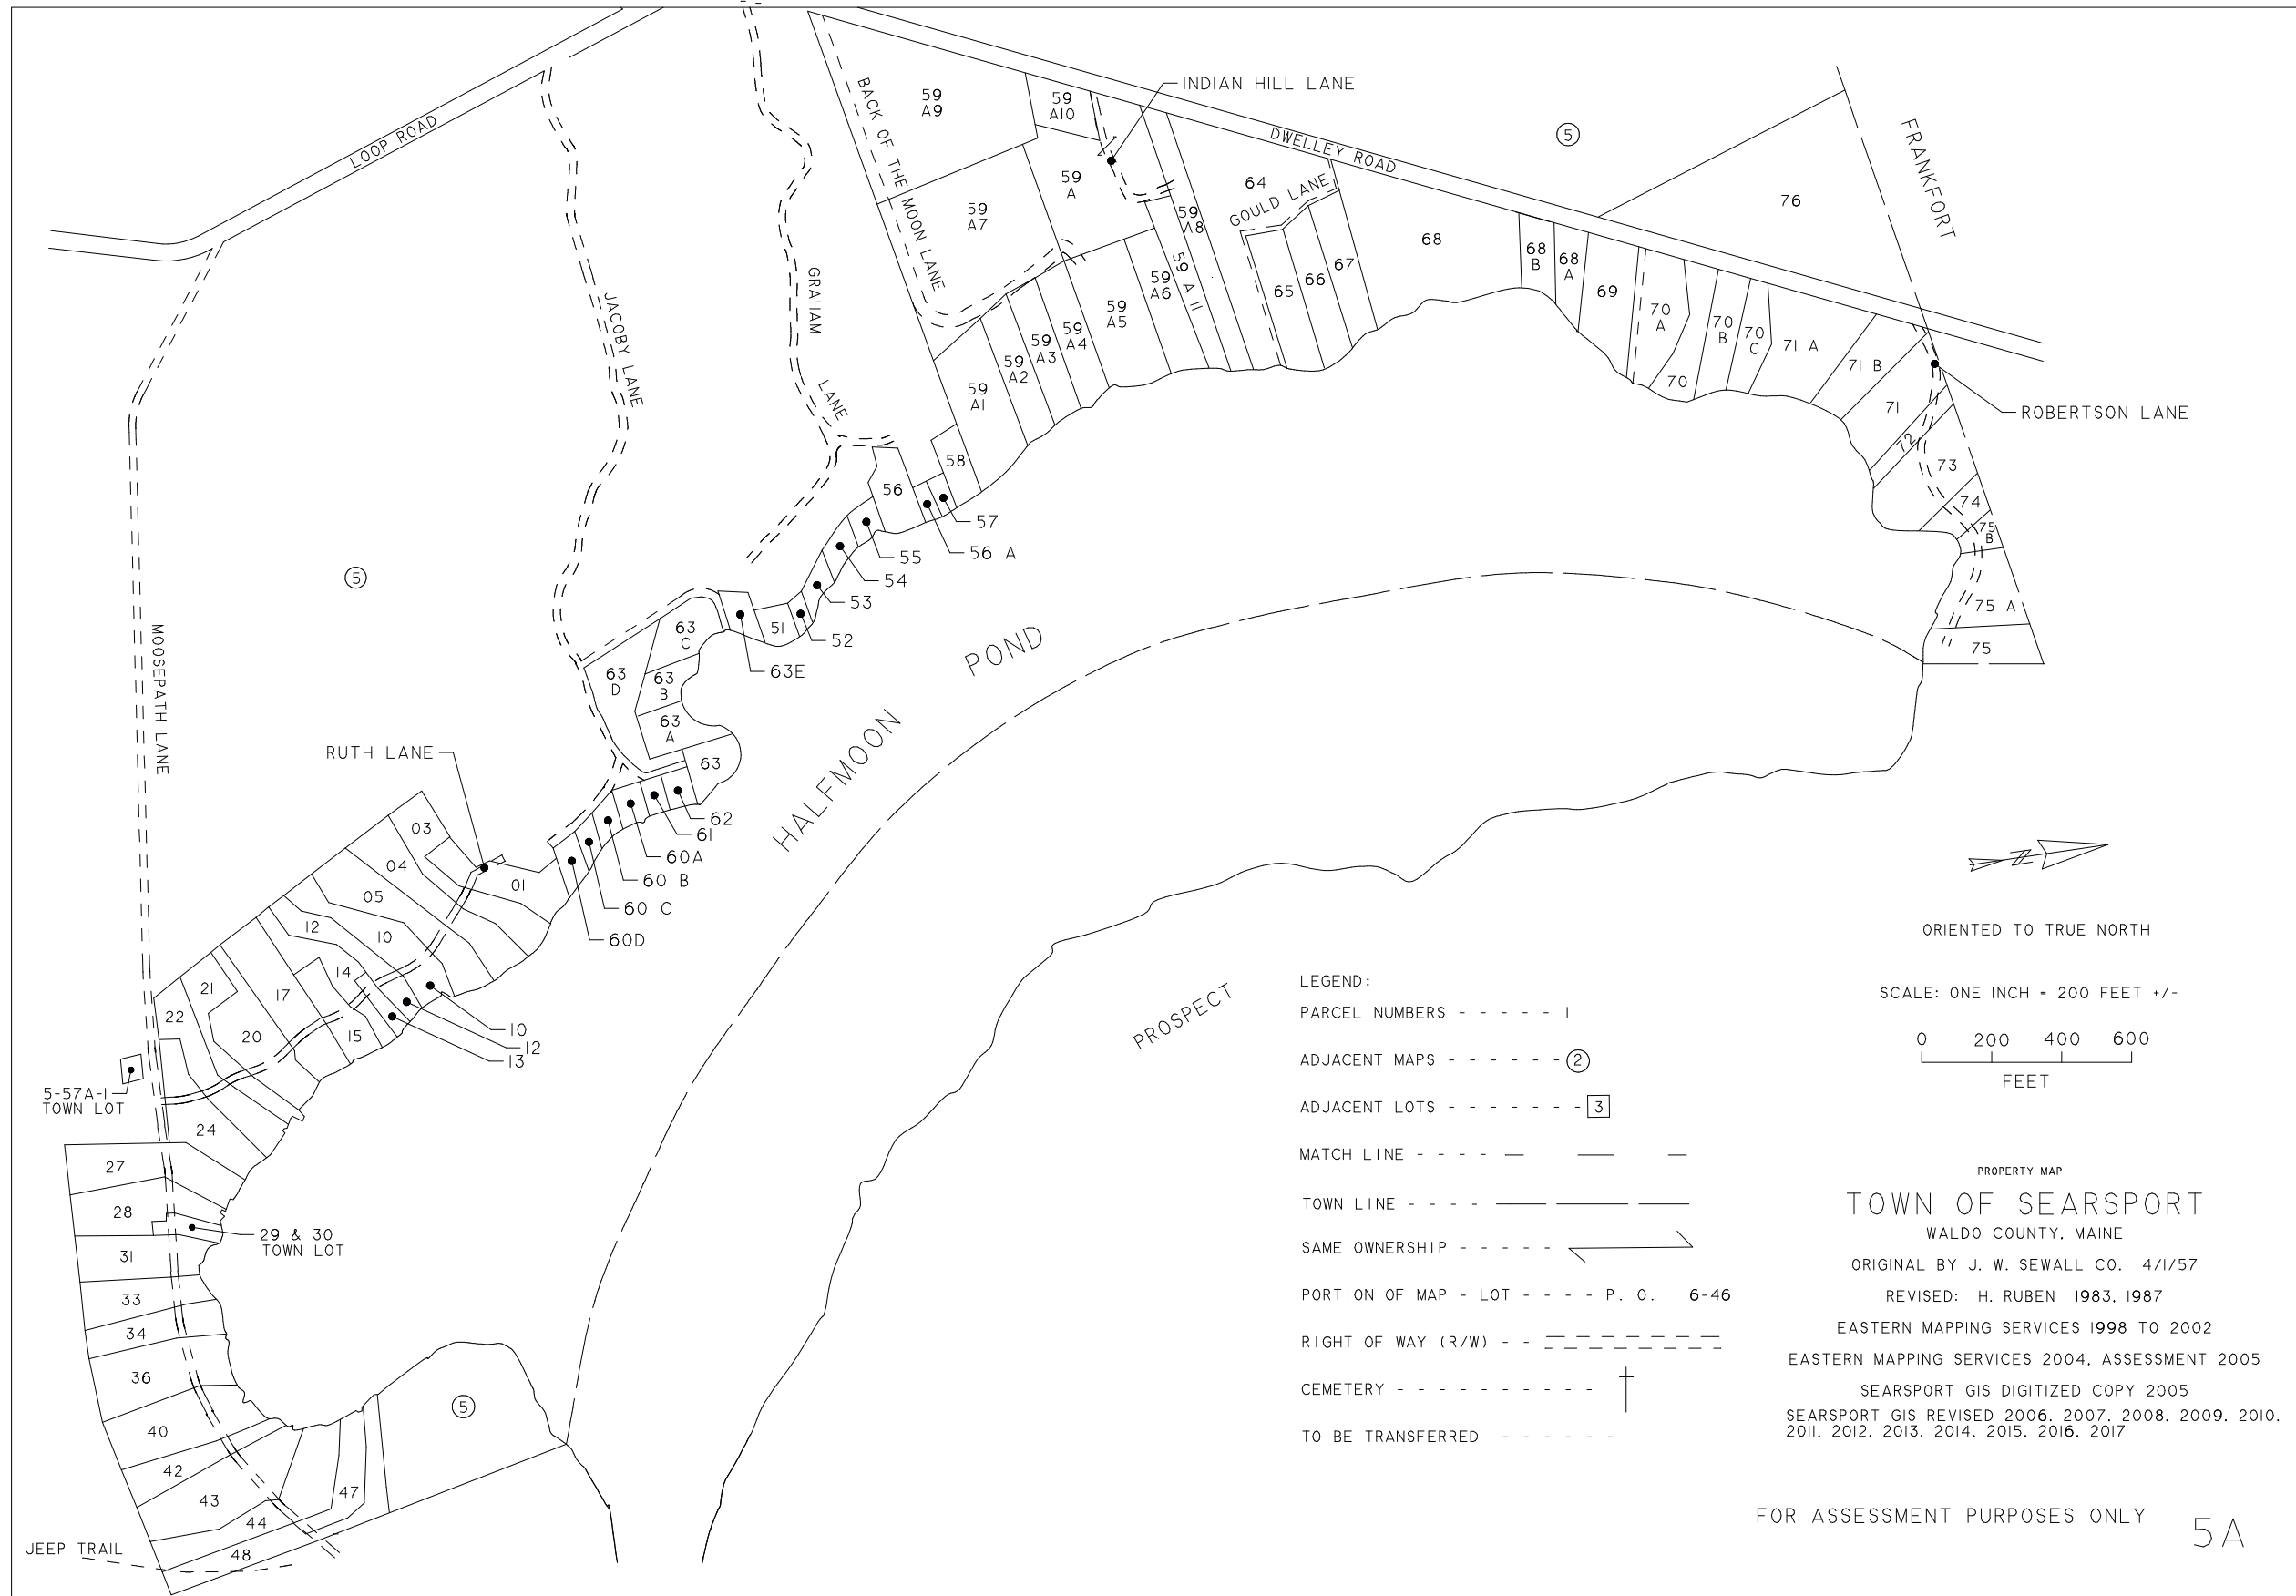 LOOP ROAD
JACOBY LANE
GRAHAM
LANE
BACK OF THE MOON LANE
INDIAN HILL LANE
DWELLEY ROAD
GOULD LANE
FRANKFORT
ROBERTSON LANE
MOOSEPATH LANE
RUTH LANE
HALFMOON
POND
PROSPECT
JEEP TRAIL
5
5
5
59
A9
59
A10
59
A
59
A7
59
A8
59 A 11
59
A6
59
A5
59
A4
59
A3
59
A2
59
A1
64
65
66
67
68
68
B
68
A
69
70
A
70
70
B
70
C
71 A
71 B
71
72
73
74
75
B
75 A
75
76
58
57
56
56 A
55
54
53
52
51
63E
63
C
63
D
63
B
63
A
63
62
61
60A
60 B
60 C
60D
03
04
01
05
10
12
14
10
12
13
15
17
20
21
22
24
5-57A-1
TOWN LOT
27
28
29 & 30
TOWN LOT
31
33
34
36
40
42
43
44
47
48
ORIENTED TO TRUE NORTH
SCALE: ONE INCH = 200 FEET +/-
0 200 400 600
FEET
LEGEND:
PARCEL NUMBERS - - - - - 1
ADJACENT MAPS - - - - - - 2
ADJACENT LOTS - - - - - - - 3
MATCH LINE - - - -
TOWN LINE - - - -
SAME OWNERSHIP - - - - -
PORTION OF MAP - LOT - - - - P. O. 6-46
RIGHT OF WAY (R/W) - -
CEMETERY - - - - - - - - - -
TO BE TRANSFERRED - - - - - -
PROPERTY MAP
TOWN OF SEARSPORT
WALDO COUNTY, MAINE
ORIGINAL BY J. W. SEWALL CO. 4/1/57
REVISED: H. RUBEN 1983, 1987
EASTERN MAPPING SERVICES 1998 TO 2002
EASTERN MAPPING SERVICES 2004, ASSESSMENT 2005
SEARSPORT GIS DIGITIZED COPY 2005
SEARSPORT GIS REVISED 2006, 2007, 2008, 2009, 2010,
2011, 2012, 2013, 2014, 2015, 2016, 2017
FOR ASSESSMENT PURPOSES ONLY
5A